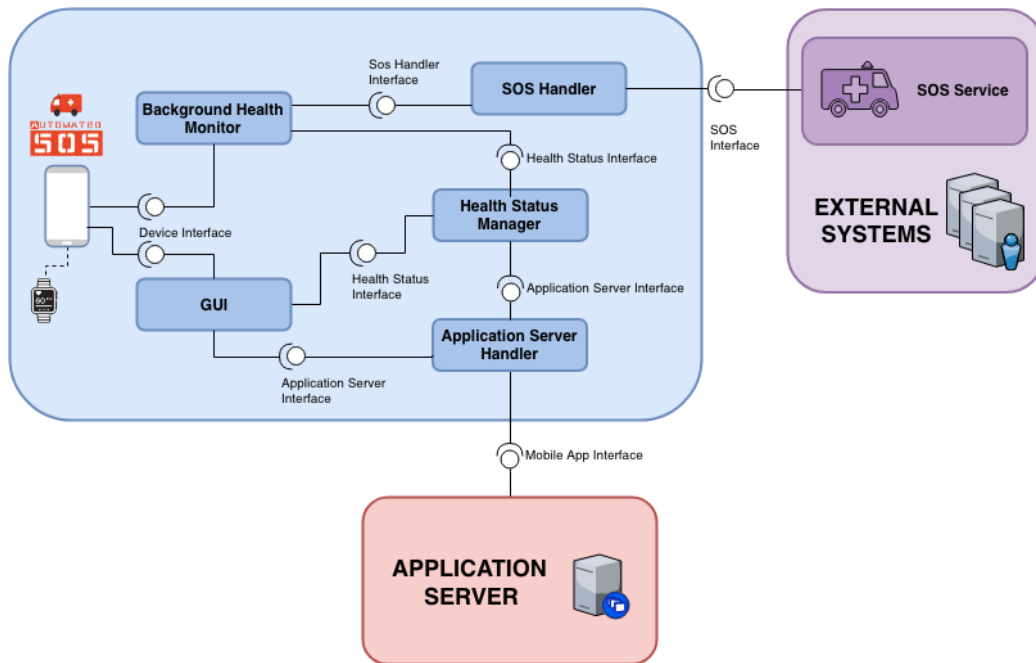 Sos Handler
Interface
SOS Handler
SOS Service
Background Health
Monitor
AUTOMATED
SOS
SOS
Interface
Health Status Interface
Health Status
Manager
EXTERNAL
SYSTEMS
Device Interface
Health Status
Interface
GUI
Application Server Interface
Application Server
Handler
Application Server
Interface
Mobile App Interface
APPLICATION
SERVER